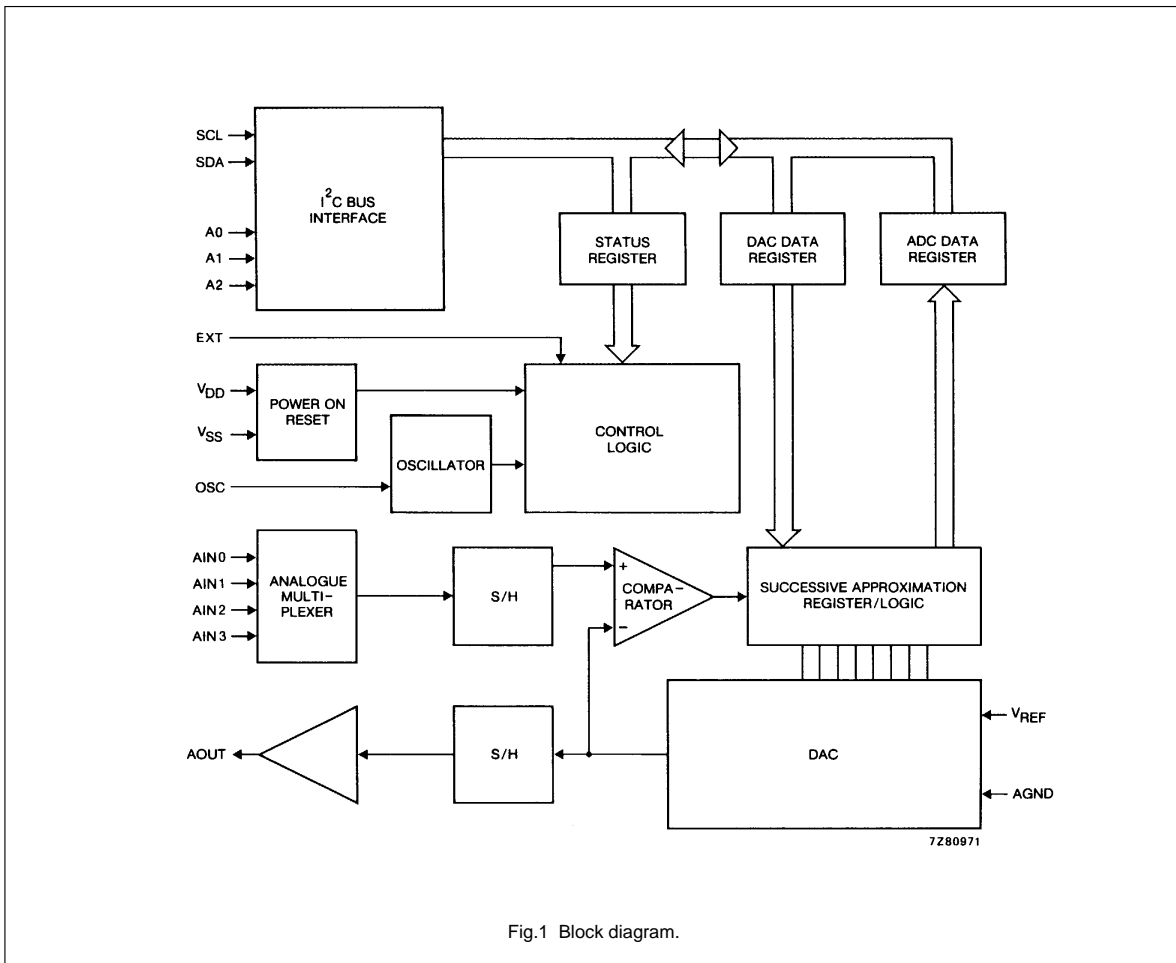 SCL
SDA
A0
A1
A2
I²C BUS
INTERFACE
STATUS
REGISTER
DAC DATA
REGISTER
ADC DATA
REGISTER
EXT
VDD
VSS
POWER ON
RESET
OSC
OSCILLATOR
CONTROL
LOGIC
AIN0
AIN1
AIN2
AIN3
ANALOGUE
MULTI-
PLEXER
S/H
+
COMPA-
RATOR
−
SUCCESSIVE APPROXIMATION
REGISTER/LOGIC
AOUT
S/H
DAC
VREF
AGND
7Z80971
Fig.1 Block diagram.